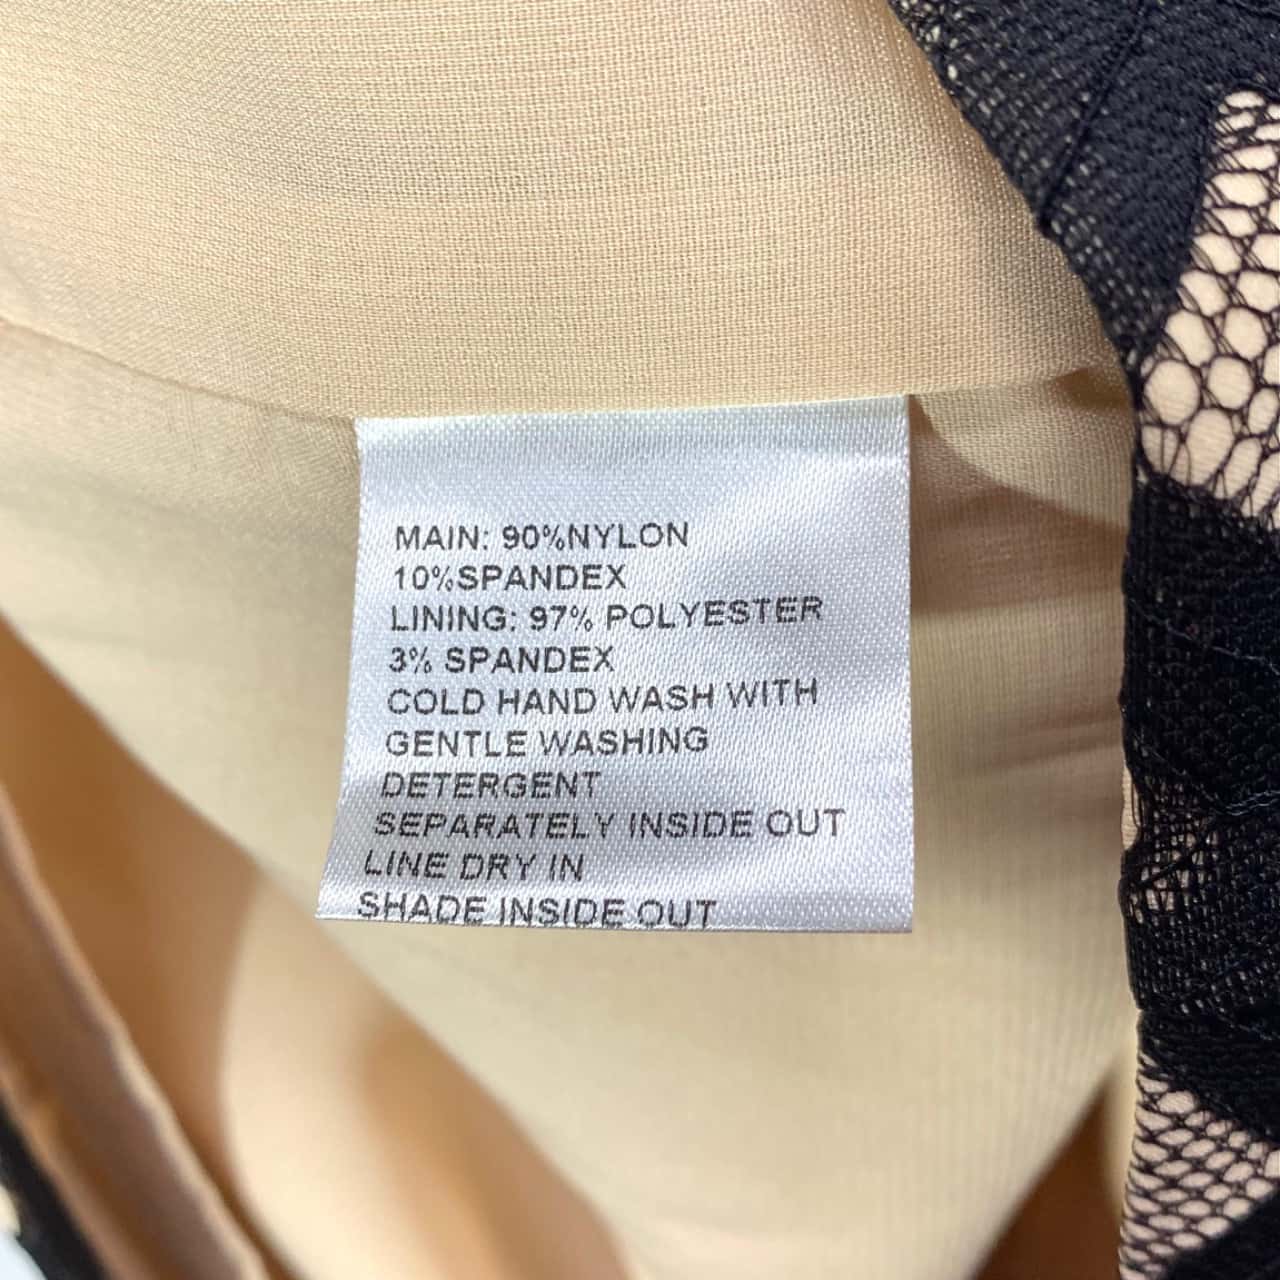 MAIN: 90%NYLON
10%SPANDEX
LINING: 97% POLYESTER
3% SPANDEX
COLD HAND WASH WITH
GENTLE WASHING
DETERGENT
SEPARATELY INSIDE OUT
LINE DRY IN
SHADE INSIDE OUT